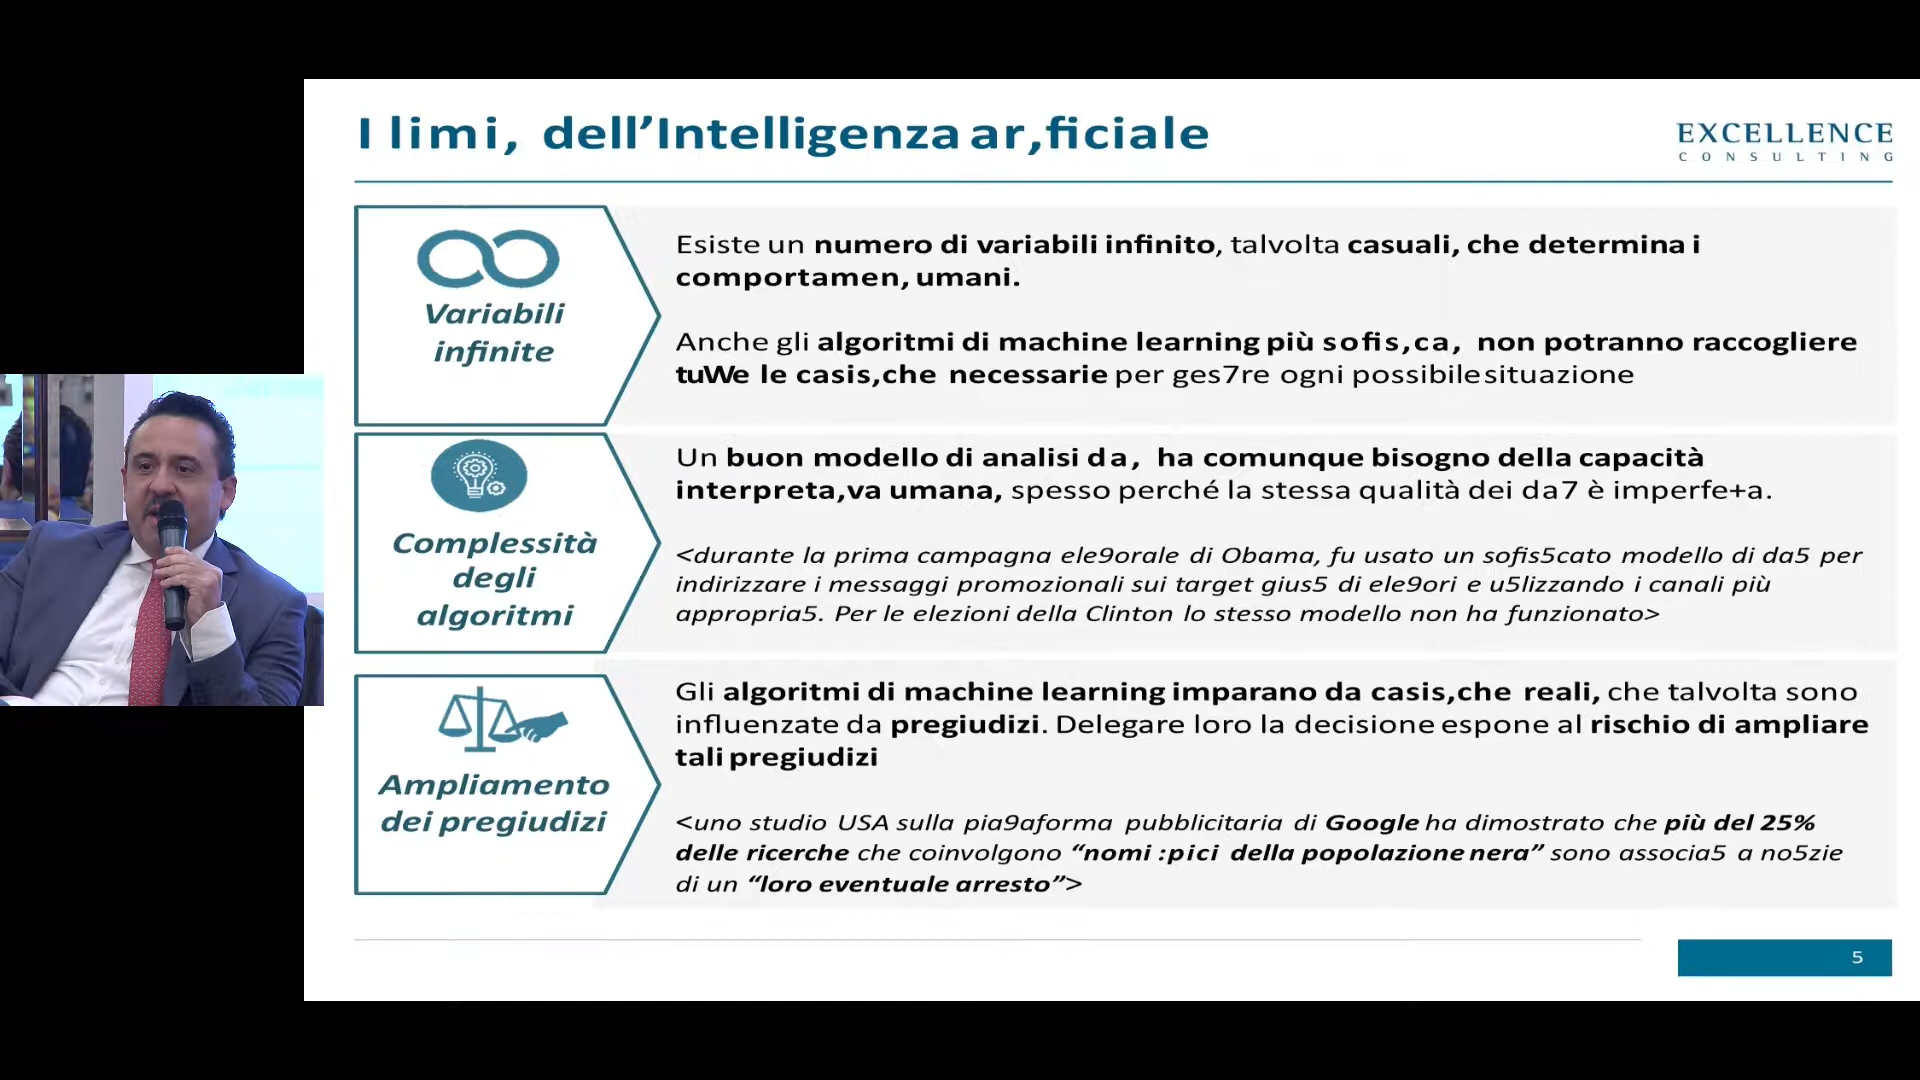 I limi, dell’Intelligenza ar,ficiale
EXCELLENCE
CONSULTING
Variabili
infinite
Esiste un numero di variabili infinito, talvolta casuali, che determina i
comportamen, umani.
Anche gli algoritmi di machine learning più sofis,ca, non potranno raccogliere
tuWe le casis,che necessarie per ges7re ogni possibile situazione
Complessità
degli
algoritmi
Un buon modello di analisi da, ha comunque bisogno della capacità
interpreta,va umana, spesso perché la stessa qualità dei da7 è imperfe+a.
<durante la prima campagna ele9orale di Obama, fu usato un sofis5cato modello di da5 per
indirizzare i messaggi promozionali sui target gius5 di ele9ori e u5lizzando i canali più
appropria5. Per le elezioni della Clinton lo stesso modello non ha funzionato>
Ampliamento
dei pregiudizi
Gli algoritmi di machine learning imparano da casis,che reali, che talvolta sono
influenzate da pregiudizi. Delegare loro la decisione espone al rischio di ampliare
tali pregiudizi
<uno studio USA sulla pia9aforma pubblicitaria di Google ha dimostrato che più del 25%
delle ricerche che coinvolgono “nomi :pici della popolazione nera” sono associa5 a no5zie
di un “loro eventuale arresto”>
5